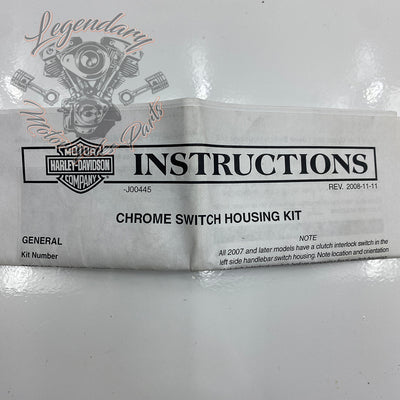 Legendary
Motorcycles Parts
MOTOR
HARLEY-DAVIDSON
COMPANY
INSTRUCTIONS
-J00445
REV. 2008-11-11
CHROME SWITCH HOUSING KIT
GENERAL
Kit Number
NOTE
All 2007 and later models have a clutch interlock switch in the
left side handlebar switch housing. Note location and orientation